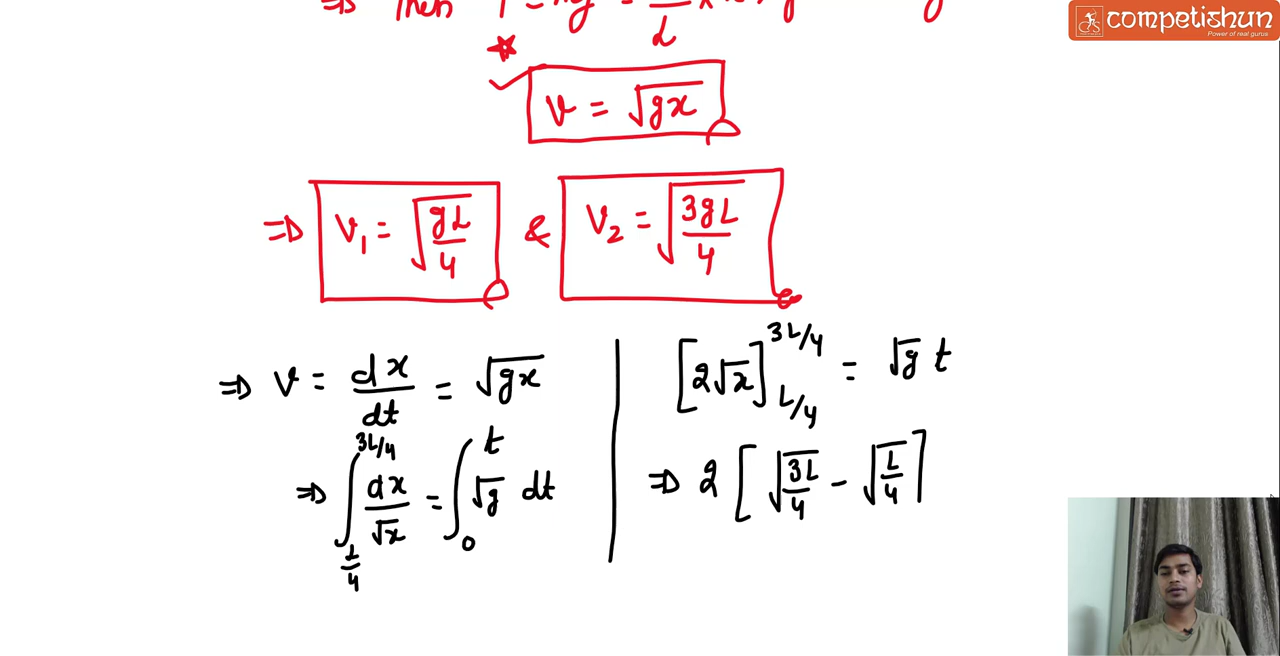 ⇒ Then
competishun
Power of real gurus
v = √gx
⇒ v₁ = √(gL/4) & v₂ = √(3gL/4)
⇒ v = dx/dt = √gx
∫_{L/4}^{3L/4} dx/√x = ∫_0^t √g dt
[2√x]_{L/4}^{3L/4} = √g t
⇒ 2[√(3L/4) - √(L/4)]